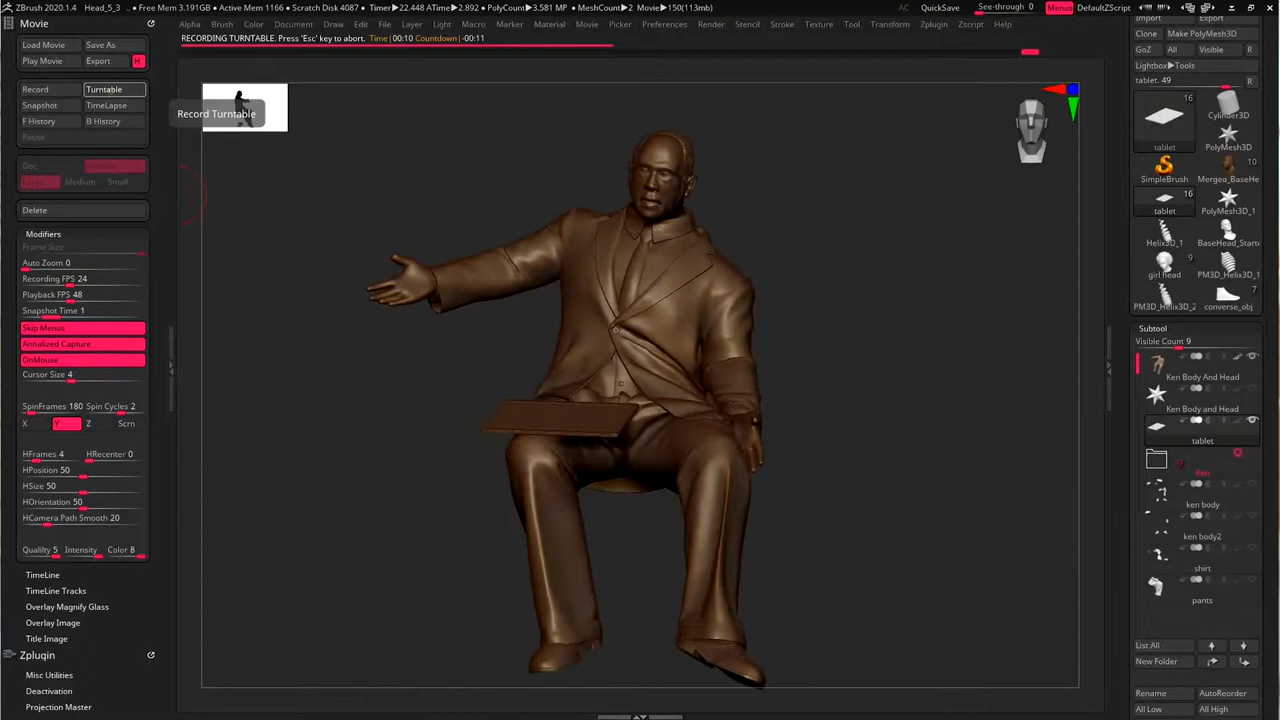 ZBrush 2020.1.4 Head_5_3 • Free Mem 3.191GB • Active Mem 1166 • Scratch Disk 4087 • Timer▶22.448 ATime▶2.892 • PolyCount▶3.581 MP • MeshCount▶2 Movie▶150(113mb) AC QuickSave See-through 0 Menus DefaultZScript
Movie Alpha Brush Color Document Draw Edit File Layer Light Macro Marker Material Movie Picker Preferences Render Stencil Stroke Texture Tool Transform Zplugin Zscript Import Export
RECORDING TURNTABLE. Press 'Esc' key to abort. Time|00:10 Countdown|-00:11
Load Movie Save As
Play Movie Export H
Record Turntable
Snapshot TimeLapse
F History B History
Pause
Record Turntable
Doc
Medium Small
Delete
Modifiers
Frame Size
Auto Zoom 0
Recording FPS 24
Playback FPS 48
Snapshot Time 1
Skip Menus
Antialized Capture
OnMouse
Cursor Size 4
SpinFrames 180 Spin Cycles 2
X Y Z Scrn
HFrames 4 HRecenter 0
HPosition 50
HSize 50
HOrientation 50
HCamera Path Smooth 20
Quality 5 Intensity Color 8
TimeLine
TimeLine Tracks
Overlay Magnify Glass
Overlay Image
Title Image
Zplugin
Misc Utilities
Deactivation
Projection Master
Clone Make PolyMesh3D
GoZ All Visible R
Lightbox▶Tools
tablet. 49 R
16
Cylinder3D
tablet PolyMesh3D
10
SimpleBrush Merged_BaseHe
16
tablet PolyMesh3D_1
Helix3D_1 BaseHead_Starte
9
girl head PM3D_Helix3D_1
7
PM3D_Helix3D_2 converse_obj
Subtool
Visible Count 9
Ken Body And Head
Ken Body and Head
tablet
9
Ken
ken body
ken body2
shirt
pants
List All
New Folder
Rename AutoReorder
All Low All High